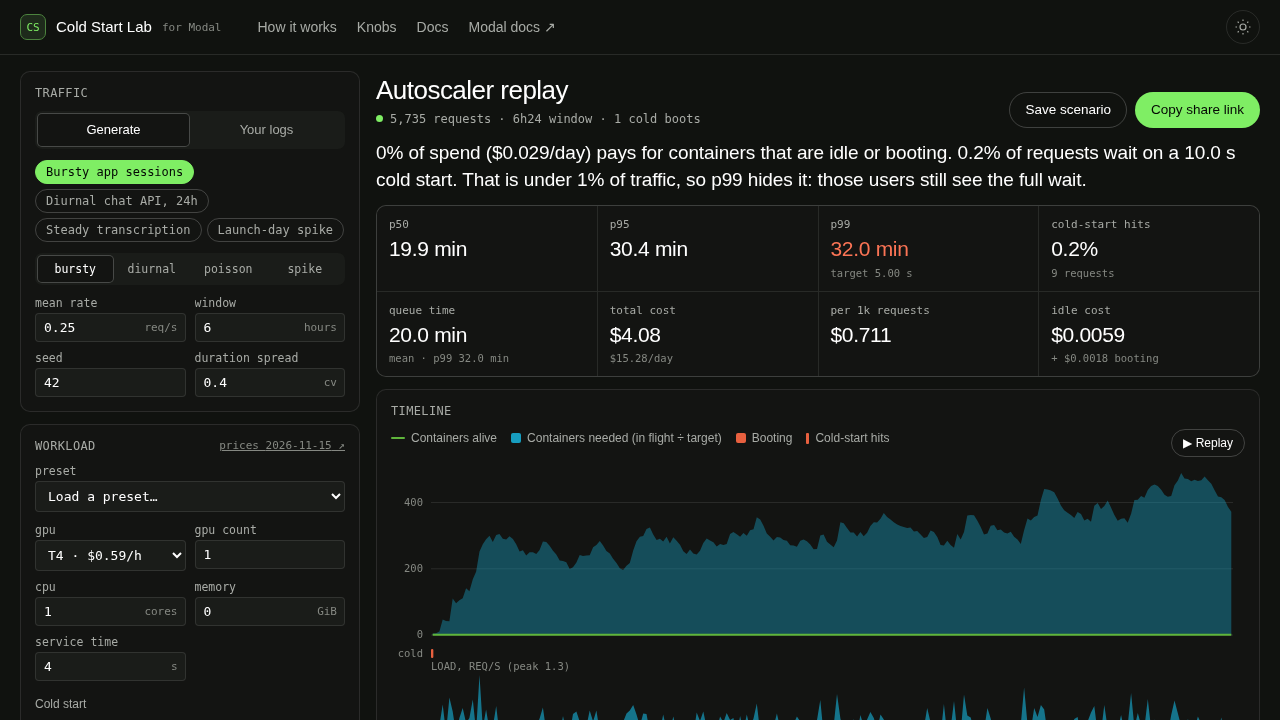 CS Cold Start Lab for Modal How it works Knobs Docs Modal docs ↗
TRAFFIC
Generate Your logs
Bursty app sessions
Diurnal chat API, 24h
Steady transcription Launch-day spike
bursty diurnal poisson spike
mean rate window
0.25 req/s 6 hours
seed duration spread
42 0.4 cv
WORKLOAD prices 2026-11-15 ↗
preset
Load a preset…
gpu gpu count
T4 · $0.59/h 1
cpu memory
1 cores 0 GiB
service time
4 s
Cold start
Autoscaler replay
5,735 requests · 6h24 window · 1 cold boots
Save scenario Copy share link
0% of spend ($0.029/day) pays for containers that are idle or booting. 0.2% of requests wait on a 10.0 s
cold start. That is under 1% of traffic, so p99 hides it: those users still see the full wait.
p50 p95 p99 cold-start hits
19.9 min 30.4 min 32.0 min 0.2%
target 5.00 s 9 requests
queue time total cost per 1k requests idle cost
20.0 min $4.08 $0.711 $0.0059
mean · p99 32.0 min $15.28/day + $0.0018 booting
TIMELINE
Containers alive Containers needed (in flight ÷ target) Booting Cold-start hits
▶ Replay
400
200
0
cold
LOAD, REQ/S (peak 1.3)